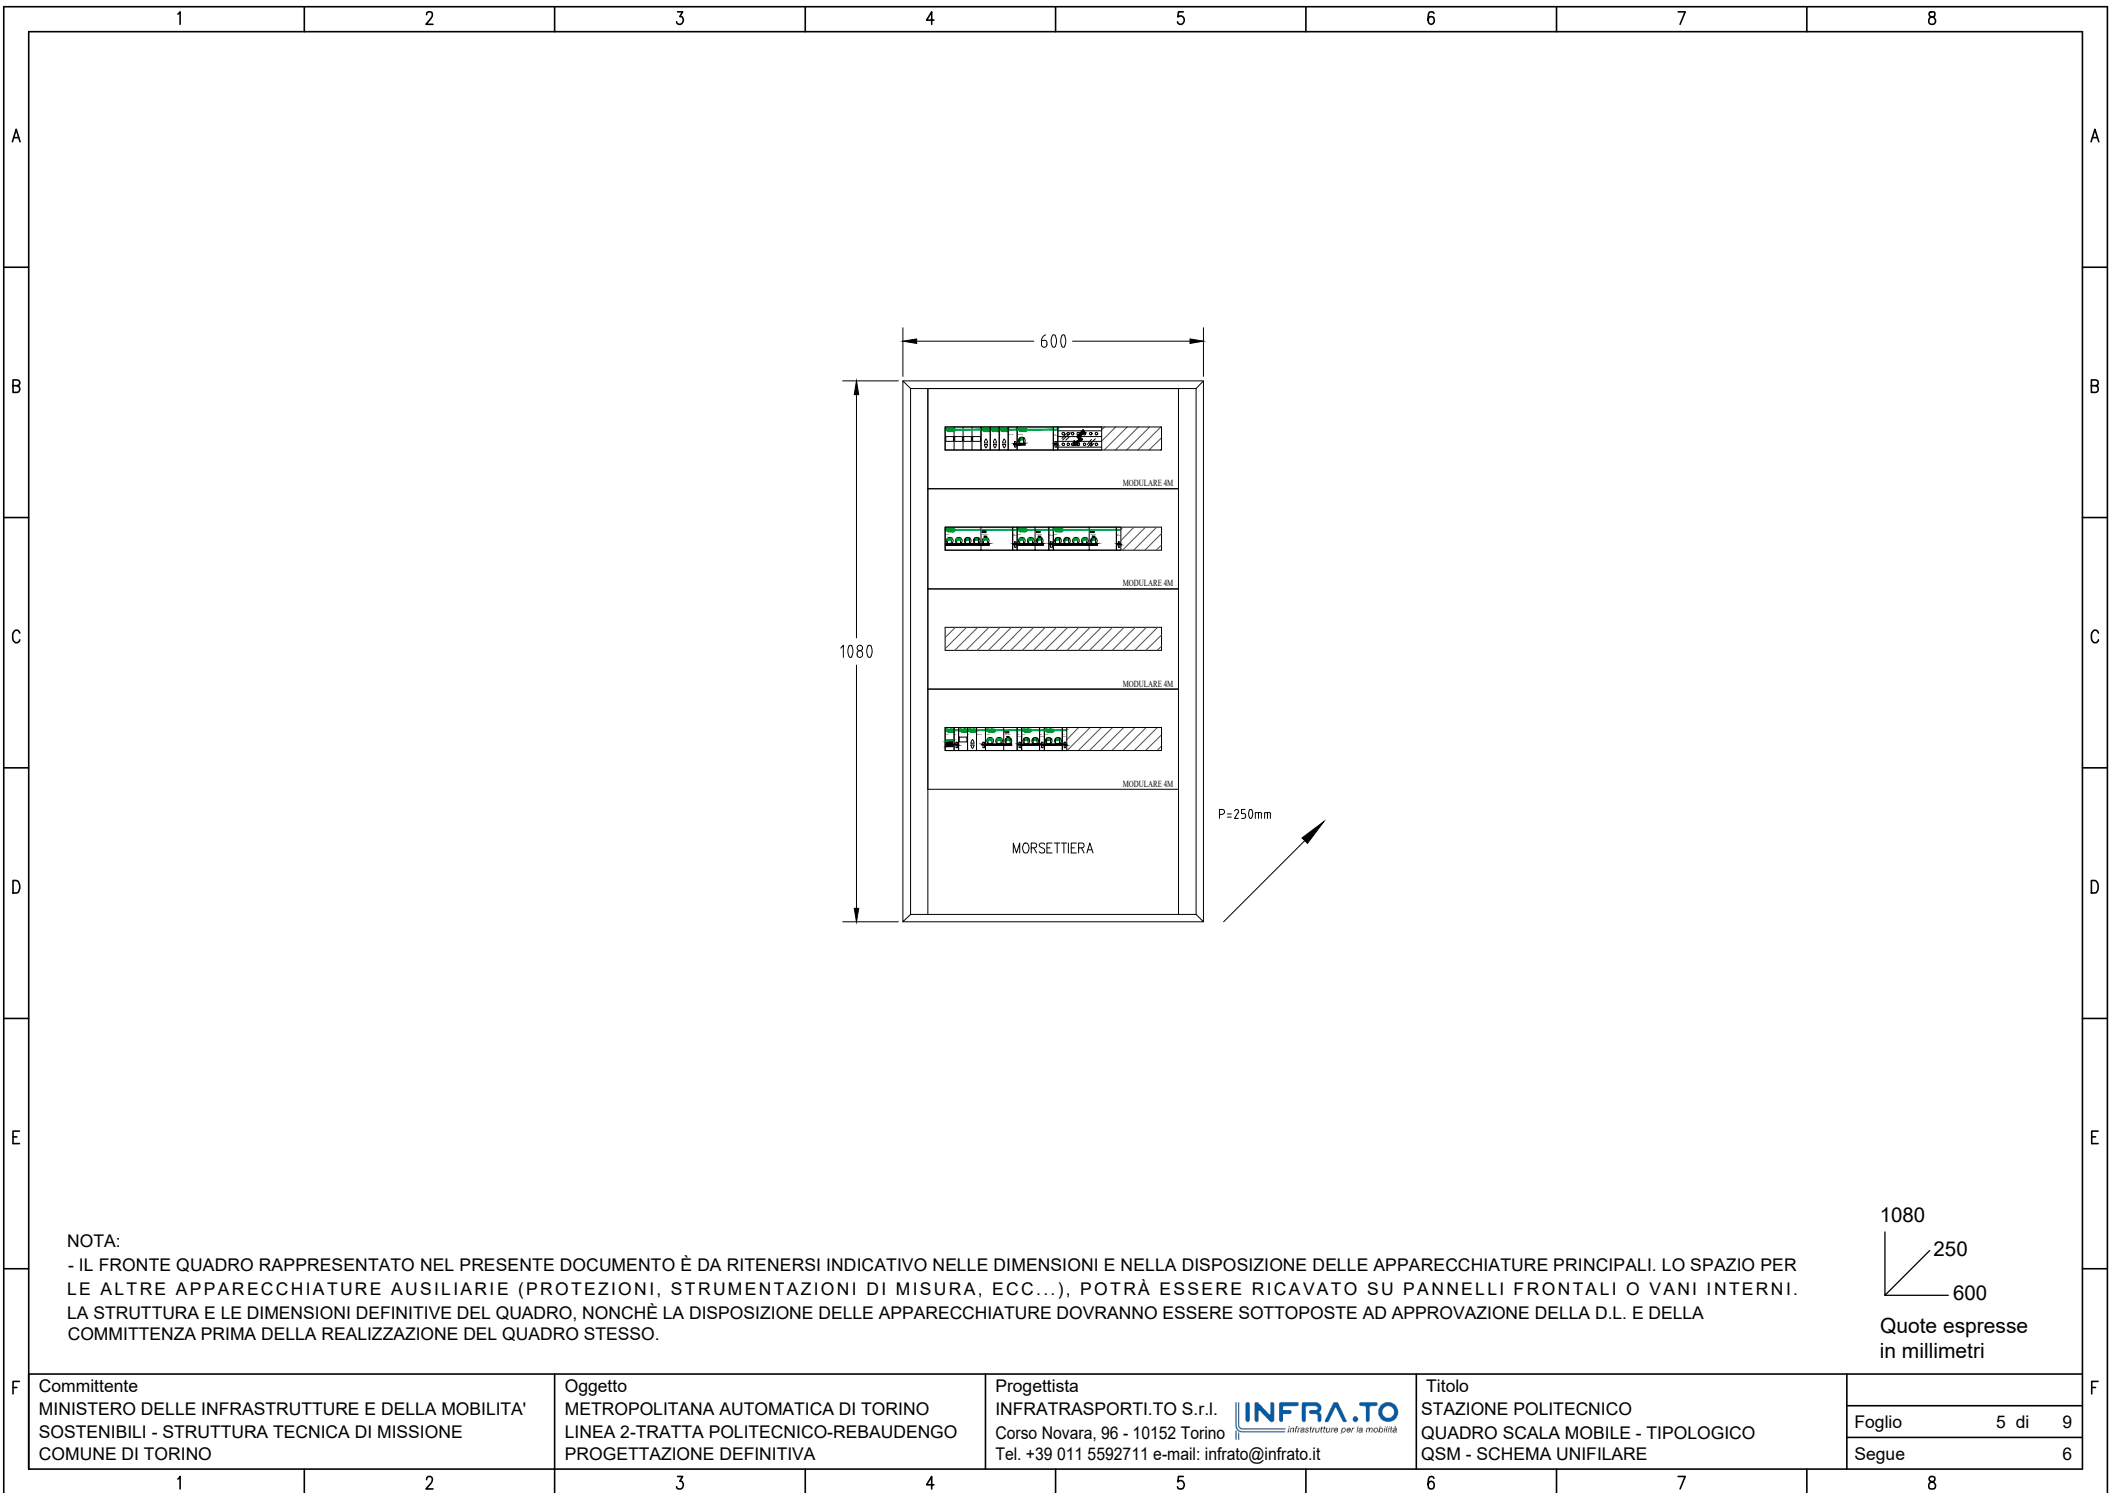 1 2 3 4 5 6 7 8
A A
B B
C C
D D
E E
F F
600
1080
MODULARE 4M
MODULARE 4M
MODULARE 4M
MODULARE 4M
MORSETTIERA
P=250mm
NOTA:
- IL FRONTE QUADRO RAPPRESENTATO NEL PRESENTE DOCUMENTO È DA RITENERSI INDICATIVO NELLE DIMENSIONI E NELLA DISPOSIZIONE DELLE APPARECCHIATURE PRINCIPALI. LO SPAZIO PER
LE ALTRE APPARECCHIATURE AUSILIARIE (PROTEZIONI, STRUMENTAZIONI DI MISURA, ECC...), POTRÀ ESSERE RICAVATO SU PANNELLI FRONTALI O VANI INTERNI.
LA STRUTTURA E LE DIMENSIONI DEFINITIVE DEL QUADRO, NONCHÈ LA DISPOSIZIONE DELLE APPARECCHIATURE DOVRANNO ESSERE SOTTOPOSTE AD APPROVAZIONE DELLA D.L. E DELLA
COMMITTENZA PRIMA DELLA REALIZZAZIONE DEL QUADRO STESSO.
1080
250
600
Quote espresse
in millimetri
Committente
MINISTERO DELLE INFRASTRUTTURE E DELLA MOBILITA'
SOSTENIBILI - STRUTTURA TECNICA DI MISSIONE
COMUNE DI TORINO
Oggetto
METROPOLITANA AUTOMATICA DI TORINO
LINEA 2-TRATTA POLITECNICO-REBAUDENGO
PROGETTAZIONE DEFINITIVA
Progettista
INFRATRASPORTI.TO S.r.l.
Corso Novara, 96 - 10152 Torino
Tel. +39 011 5592711 e-mail: infrato@infrato.it
INFRA.TO
infrastrutture per la mobilità
Titolo
STAZIONE POLITECNICO
QUADRO SCALA MOBILE - TIPOLOGICO
QSM - SCHEMA UNIFILARE
Foglio 5 di 9
Segue 6
1 2 3 4 5 6 7 8